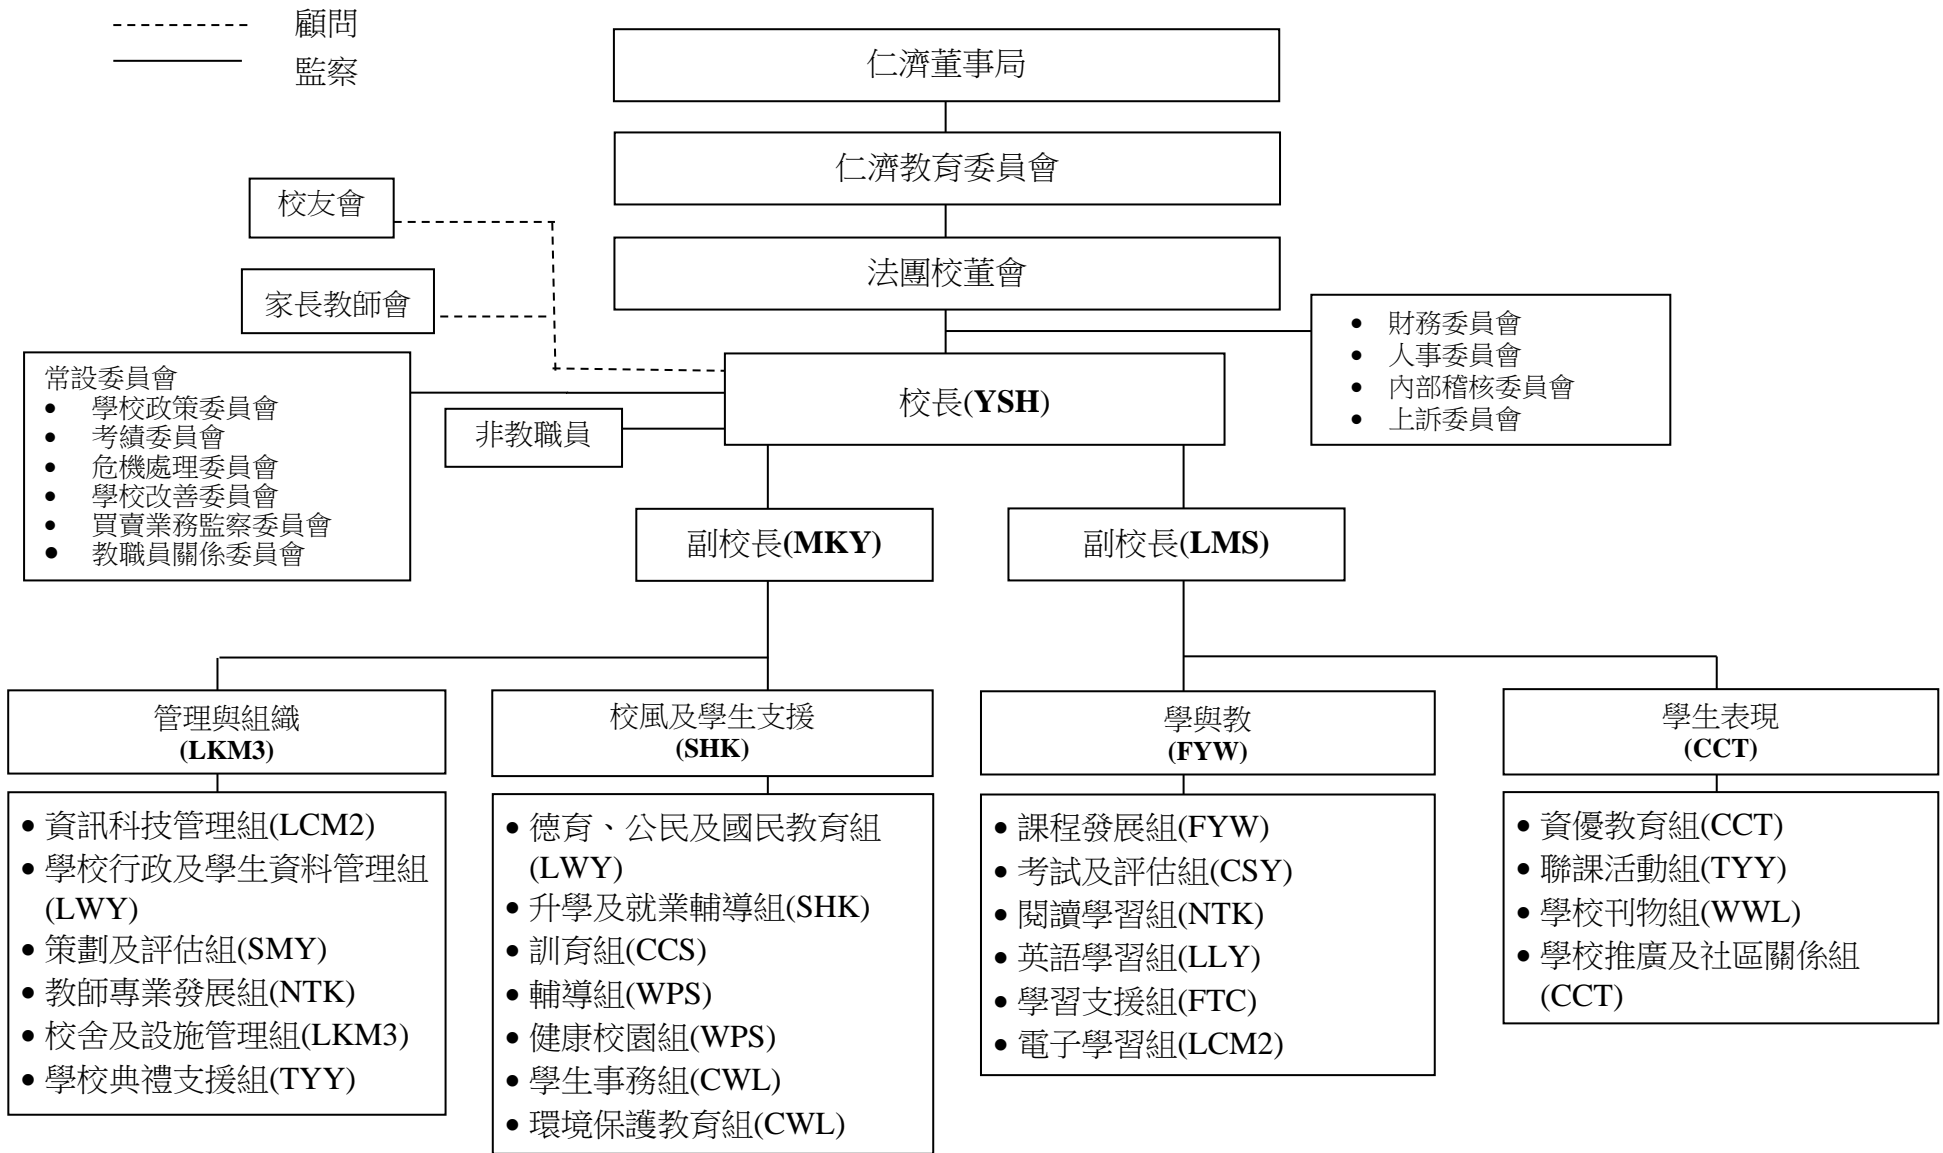 顧問
監察
仁濟董事局
仁濟教育委員會
校友會
法團校董會
家長教師會
• 財務委員會
• 人事委員會
• 內部稽核委員會
• 上訴委員會
常設委員會
• 學校政策委員會
• 考績委員會
• 危機處理委員會
• 學校改善委員會
• 買賣業務監察委員會
• 教職員關係委員會
校長(YSH)
非教職員
副校長(MKY)
副校長(LMS)
管理與組織
(LKM3)
• 資訊科技管理組(LCM2)
• 學校行政及學生資料管理組
(LWY)
• 策劃及評估組(SMY)
• 教師專業發展組(NTK)
• 校舍及設施管理組(LKM3)
• 學校典禮支援組(TYY)
校風及學生支援
(SHK)
• 德育、公民及國民教育組
(LWY)
• 升學及就業輔導組(SHK)
• 訓育組(CCS)
• 輔導組(WPS)
• 健康校園組(WPS)
• 學生事務組(CWL)
• 環境保護教育組(CWL)
學與教
(FYW)
• 課程發展組(FYW)
• 考試及評估組(CSY)
• 閱讀學習組(NTK)
• 英語學習組(LLY)
• 學習支援組(FTC)
• 電子學習組(LCM2)
學生表現
(CCT)
• 資優教育組(CCT)
• 聯課活動組(TYY)
• 學校刊物組(WWL)
• 學校推廣及社區關係組
(CCT)